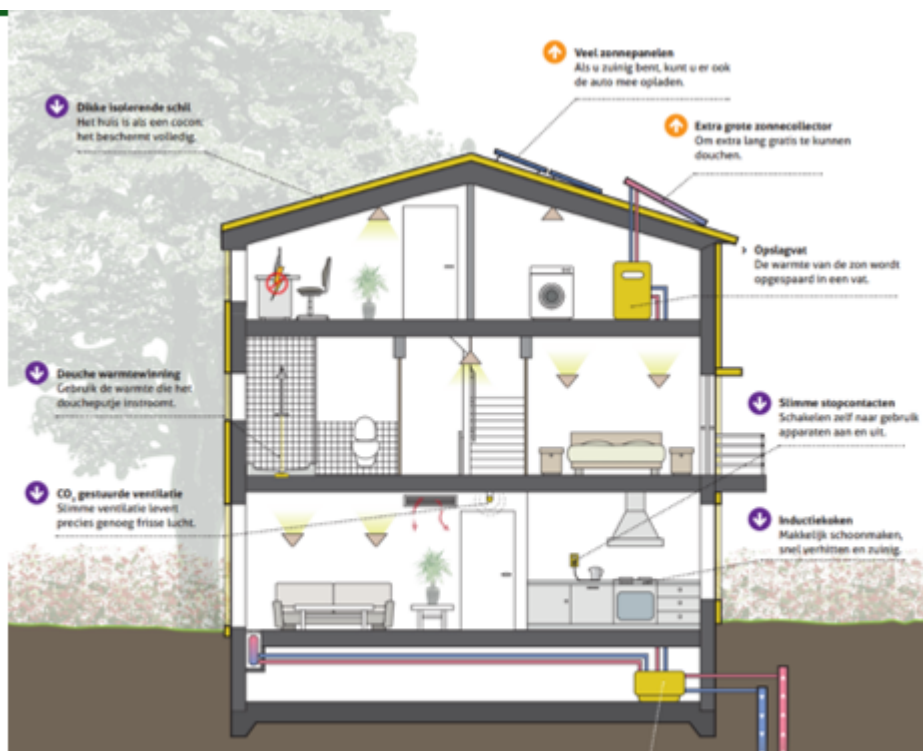 Veel zonnepanelen
Als u zuinig bent, kunt u er ook
de auto mee opladen.
Dikke isolerende schil
Het huis is als een cocon:
het beschermt volledig.
Extra grote zonnecollector
Om extra lang gratis te kunnen
douchen.
Opslagvat
De warmte van de zon wordt
opgespaard in een vat.
Douche warmtewinning
Gebruik de warmte die het
doucheputje instroomt.
Slimme stopcontacten
Schakelen zelf naar gebruik
apparaten aan en uit.
CO₂ gestuurde ventilatie
Slimme ventilatie levert
precies genoeg frisse lucht.
Inductiekoken
Makkelijk schoonmaken,
snel verhitten en zuinig.